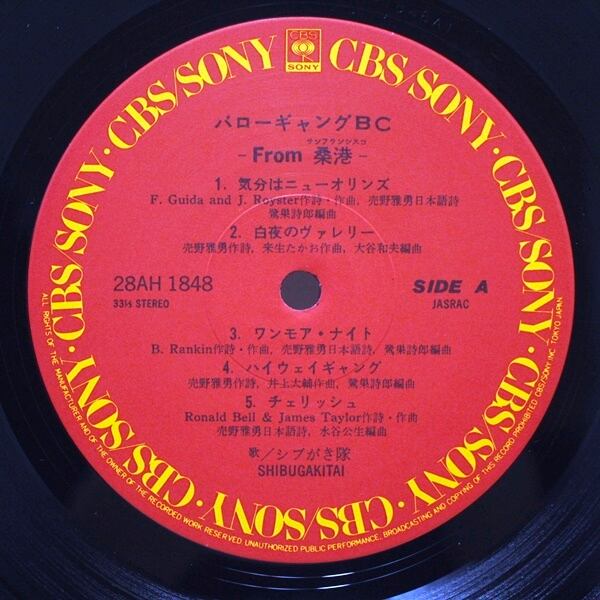 CBS/SONY · CBS/SONY · CBS/SONY · CBS/SONY · CBS/SONY · CBS/SONY · CBS/SONY · CBS/SONY
CBS
SONY
バローギャングBC
サンフランシスコ
- From 桑港 -
1. 気分はニューオリンズ
F. Guida and J. Royster作詩・作曲, 売野雅勇日本語詩
鷺巣詩郎編曲
2. 白夜のヴァレリー
売野雅勇作詩, 来生たかお作曲, 大谷和夫編曲
28AH 1848
33⅓ STEREO
SIDE A
JASRAC
3. ワンモア・ナイト
B. Rankin作詩・作曲, 売野雅勇日本語詩, 鷺巣詩郎編曲
4. ハイウェイギャング
売野雅勇作詩, 井上大輔作曲, 鷺巣詩郎編曲
5. チェリッシュ
Ronald Bell & James Taylor作詩・作曲
売野雅勇日本語詩, 水谷公生編曲
歌／シブがき隊
SHIBUGAKITAI
ALL RIGHTS OF THE MANUFACTURER AND OF THE OWNER OF THE RECORDED WORK RESERVED UNAUTHORIZED PUBLIC PERFORMANCE, BROADCASTING AND COPYING OF THIS RECORD PROHIBITED CBS/SONY INC. TOKYO JAPAN